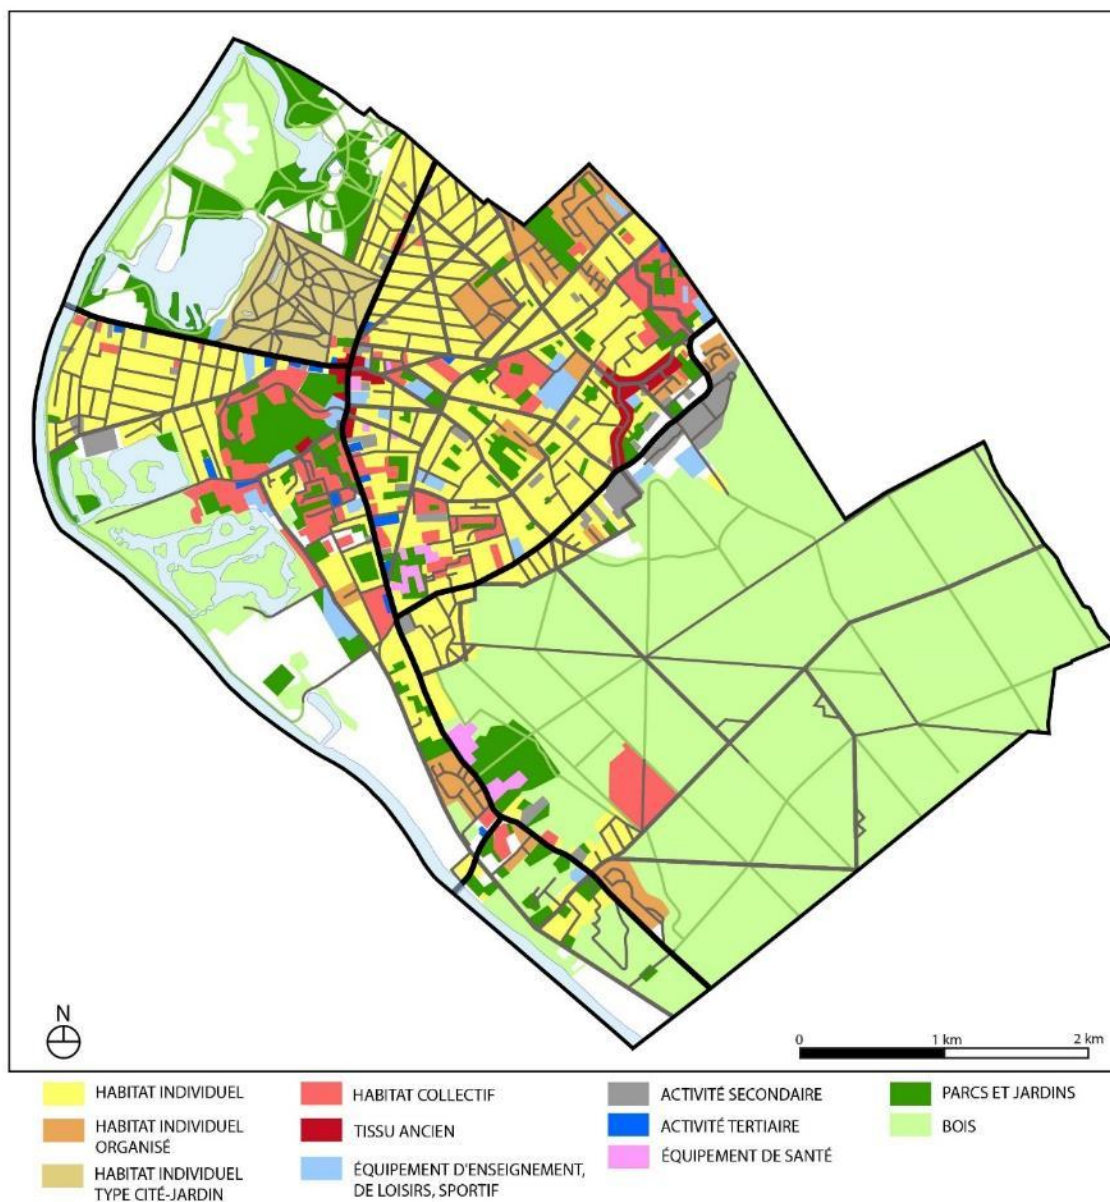 N
0
1 km
2 km
HABITAT INDIVIDUEL
HABITAT INDIVIDUEL
ORGANISÉ
HABITAT INDIVIDUEL
TYPE CITÉ-JARDIN
HABITAT COLLECTIF
TISSU ANCIEN
ÉQUIPEMENT D'ENSEIGNEMENT,
DE LOISIRS, SPORTIF
ACTIVITÉ SECONDAIRE
ACTIVITÉ TERTIAIRE
ÉQUIPEMENT DE SANTÉ
PARCS ET JARDINS
BOIS